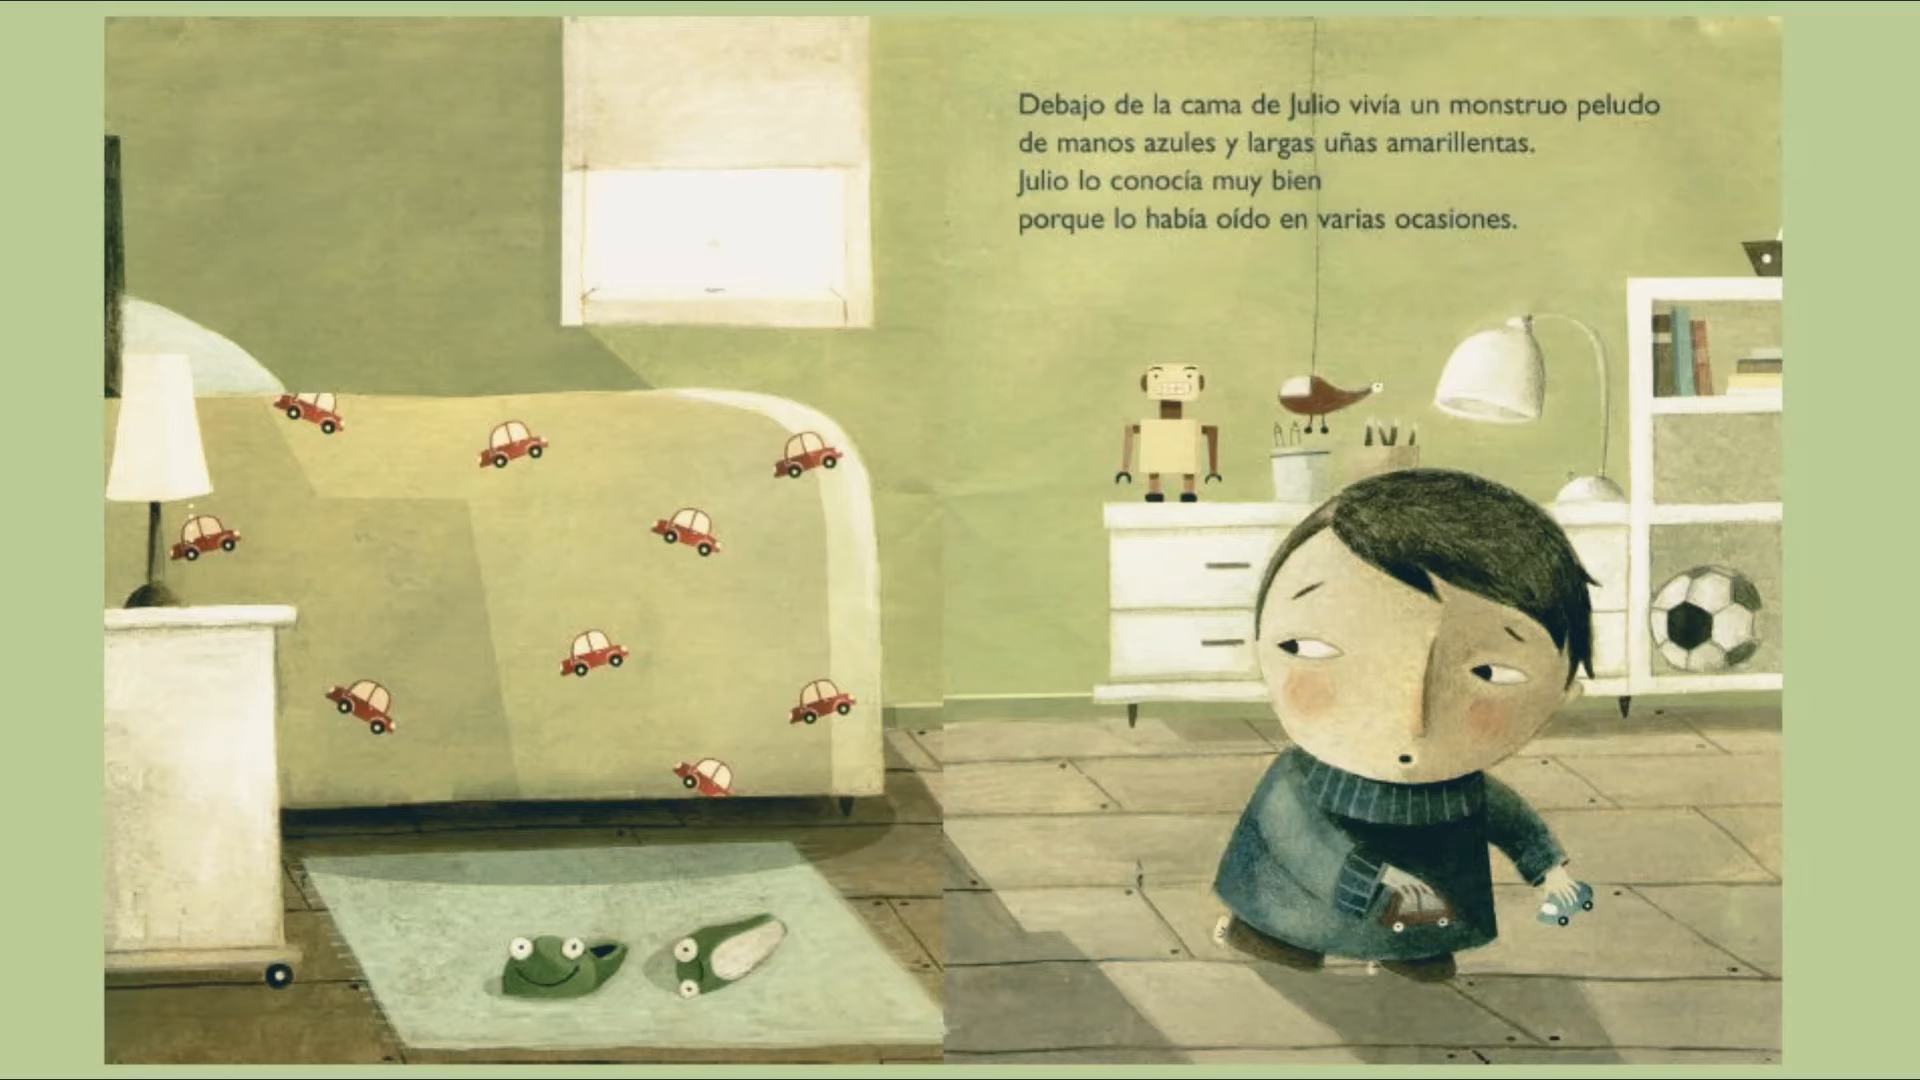 Debajo de la cama de Julio vivía un monstruo peludo
de manos azules y largas uñas amarillentas.
Julio lo conocía muy bien
porque lo había oído en varias ocasiones.